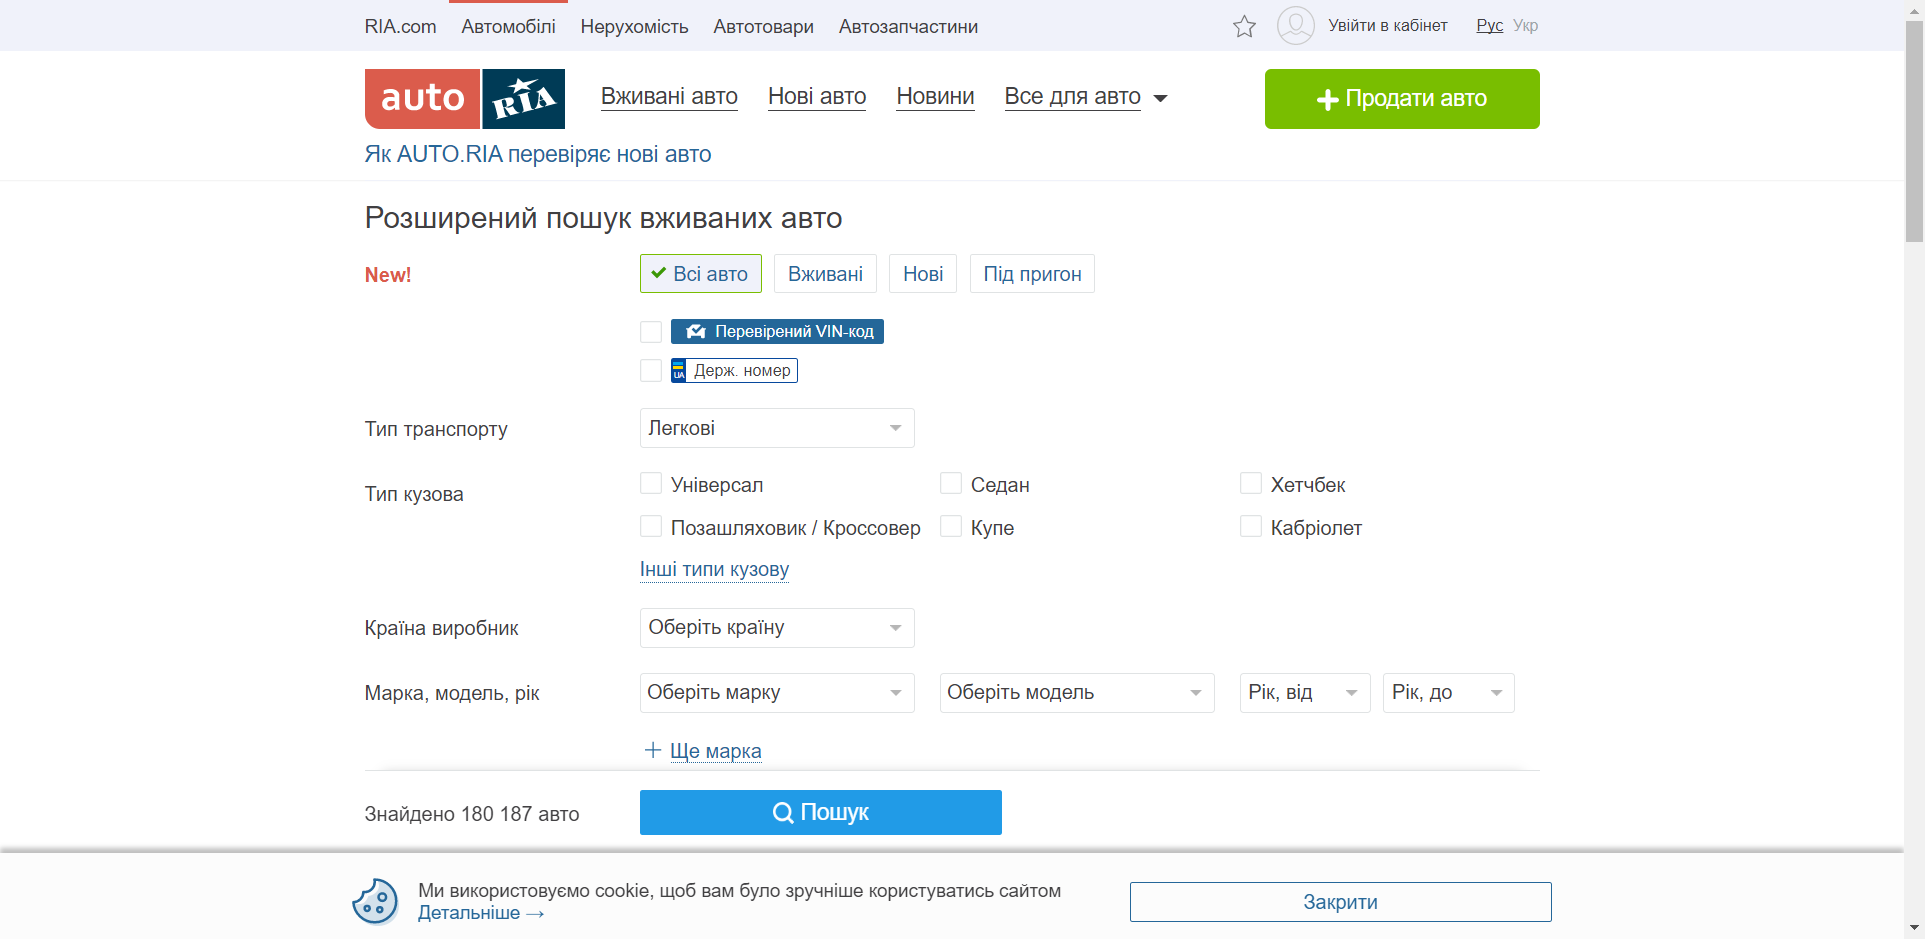 RIA.com Автомобілі Нерухомість Автотовари Автозапчастини Увійти в кабінет Рус Укр
auto RIA Вживані авто Нові авто Новини Все для авто Продати авто
Як AUTO.RIA перевіряє нові авто
Розширений пошук вживаних авто
New! Всі авто Вживані Нові Під пригон
Перевірений VIN-код
UA Держ. номер
Тип транспорту Легкові
Тип кузова Універсал Седан Хетчбек
Позашляховик / Кроссовер Купе Кабріолет
Інші типи кузову
Країна виробник Оберіть країну
Марка, модель, рік Оберіть марку Оберіть модель Рік, від Рік, до
Ще марка
Знайдено 180 187 авто Пошук
Ми використовуємо cookie, щоб вам було зручніше користуватись сайтом
Детальніше → Закрити